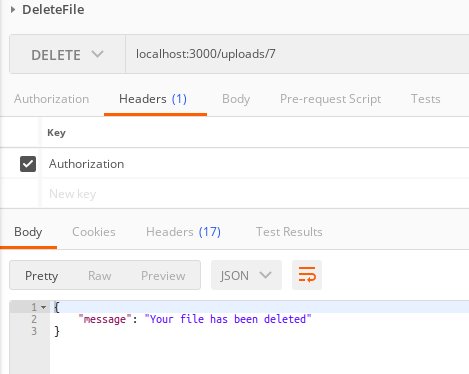 DeleteFile
DELETE localhost:3000/uploads/7
Authorization Headers (1) Body Pre-request Script Tests
Key
Authorization
New key
Body Cookies Headers (17) Test Results
Pretty Raw Preview JSON
1 {
2 "message": "Your file has been deleted"
3 }